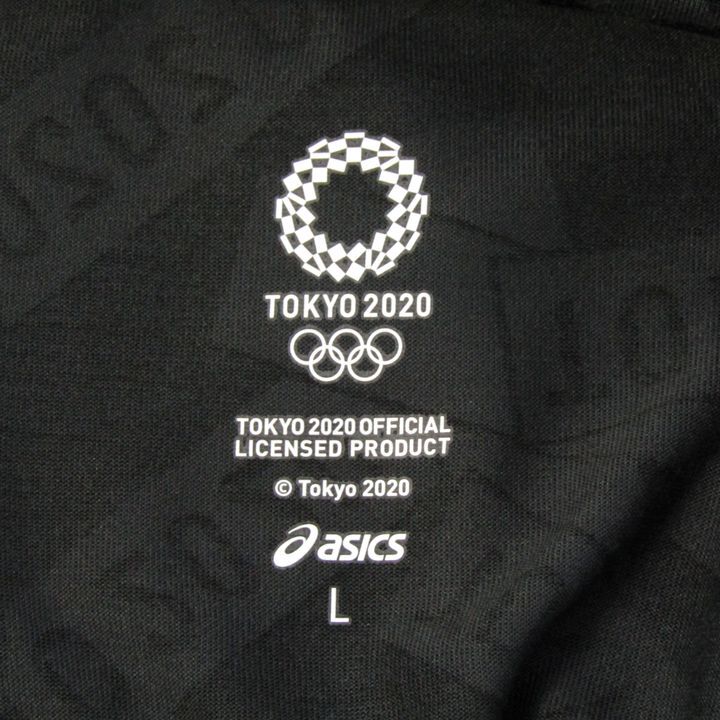 TOKYO 2020
TOKYO 2020 OFFICIAL
LICENSED PRODUCT
© Tokyo 2020
asics
L